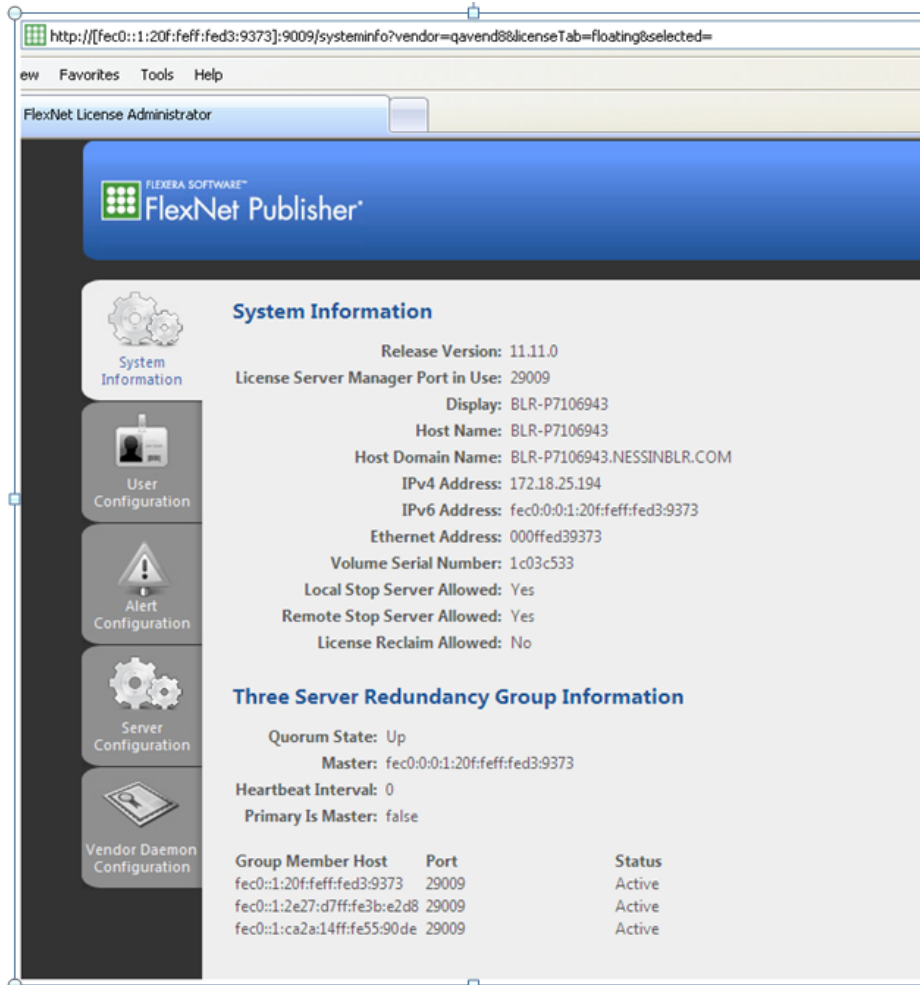 http://[fec0::1:20f:feff:fed3:9373]:9009/systeminfo?vendor=qavend8&licenseTab=floating&selected=
ew Favorites Tools Help
FlexNet License Administrator
FLEXERA SOFTWARE™
FlexNet Publisher
System Information
System Information
Release Version: 11.11.0
License Server Manager Port in Use: 29009
Display: BLR-P7106943
Host Name: BLR-P7106943
Host Domain Name: BLR-P7106943.NESSINBLR.COM
IPv4 Address: 172.18.25.194
IPv6 Address: fec0:0:0:1:20f:feff:fed3:9373
Ethernet Address: 000ffed39373
Volume Serial Number: 1c03c533
Local Stop Server Allowed: Yes
Remote Stop Server Allowed: Yes
License Reclaim Allowed: No
User
Configuration
Alert
Configuration
Server
Configuration
Vendor Daemon
Configuration
Three Server Redundancy Group Information
Quorum State: Up
Master: fec0:0:0:1:20f:feff:fed3:9373
Heartbeat Interval: 0
Primary Is Master: false
Group Member Host Port Status
fec0::1:20f:feff:fed3:9373 29009 Active
fec0::1:2e27:d7ff:fe3b:e2d8 29009 Active
fec0::1:ca2a:14ff:fe55:90de 29009 Active